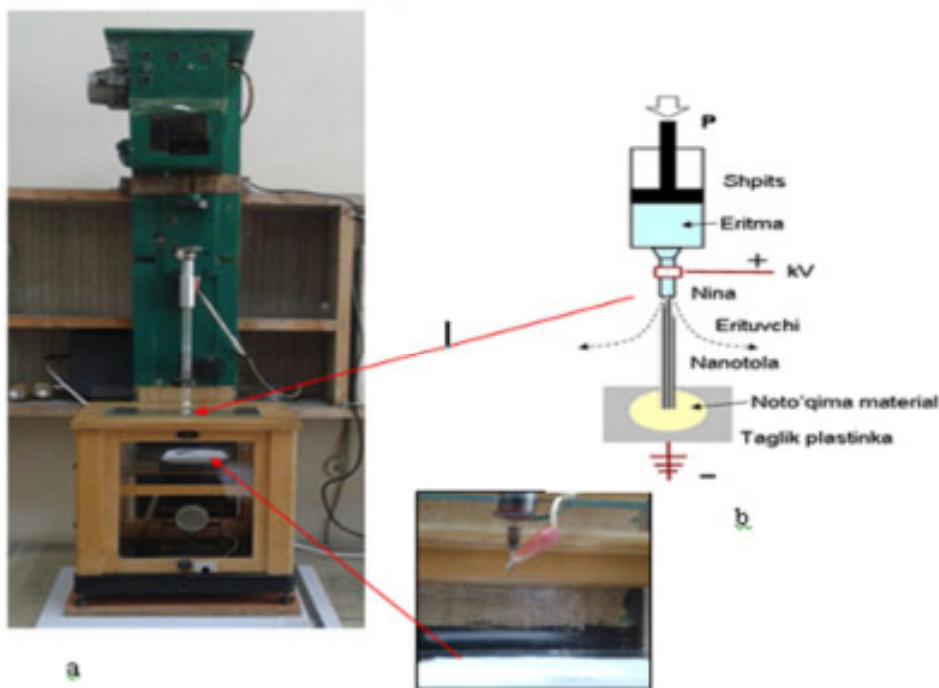 P
Shpits
Eritma
+
kV
Nina
Erituvchi
Nanotola
Noto'qima material
Taglik plastinka
–
I
a
b